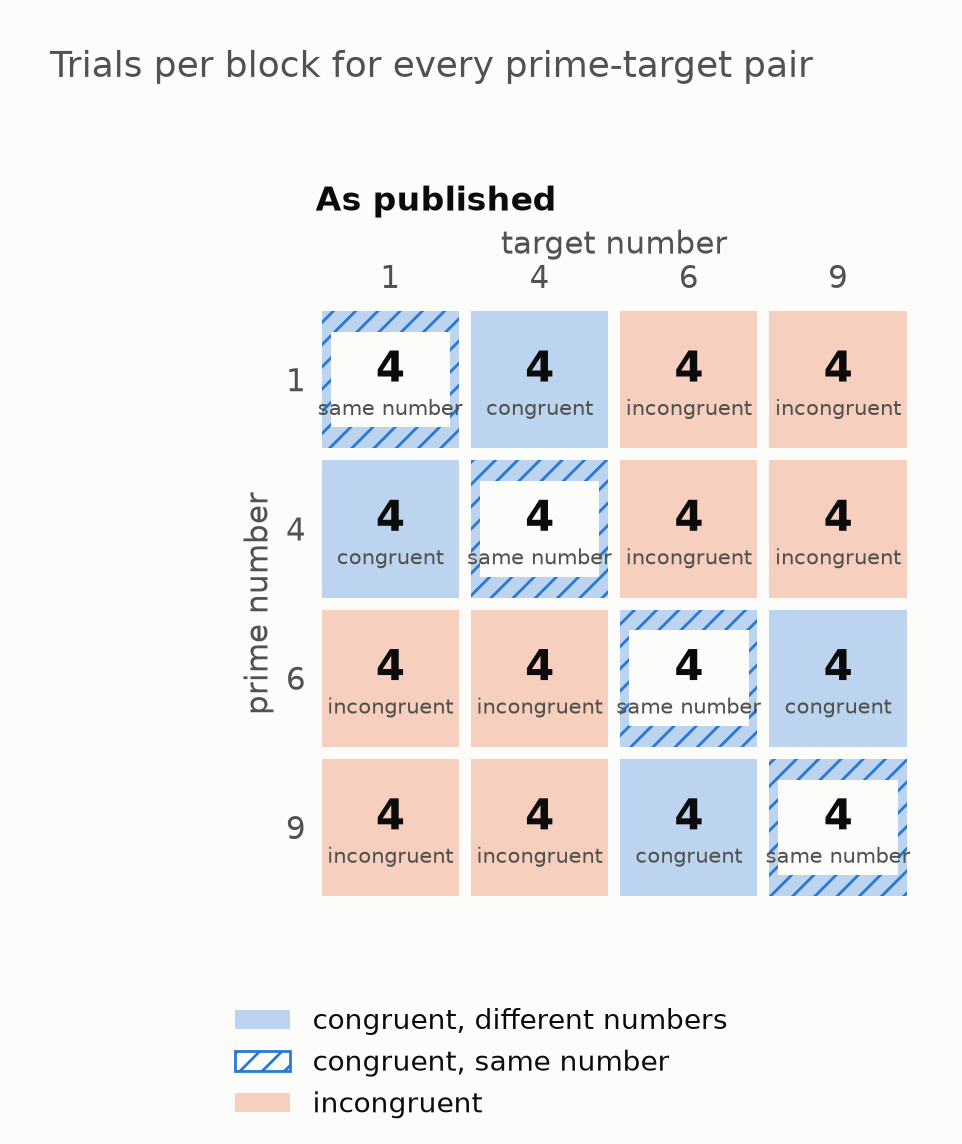 Trials per block for every prime-target pair
As published
target number
1 4 6 9
prime number
1
4 4 4 4
same number congruent incongruent incongruent
4
4 4 4 4
congruent same number incongruent incongruent
6
4 4 4 4
incongruent incongruent same number congruent
9
4 4 4 4
incongruent incongruent congruent same number
congruent, different numbers
congruent, same number
incongruent